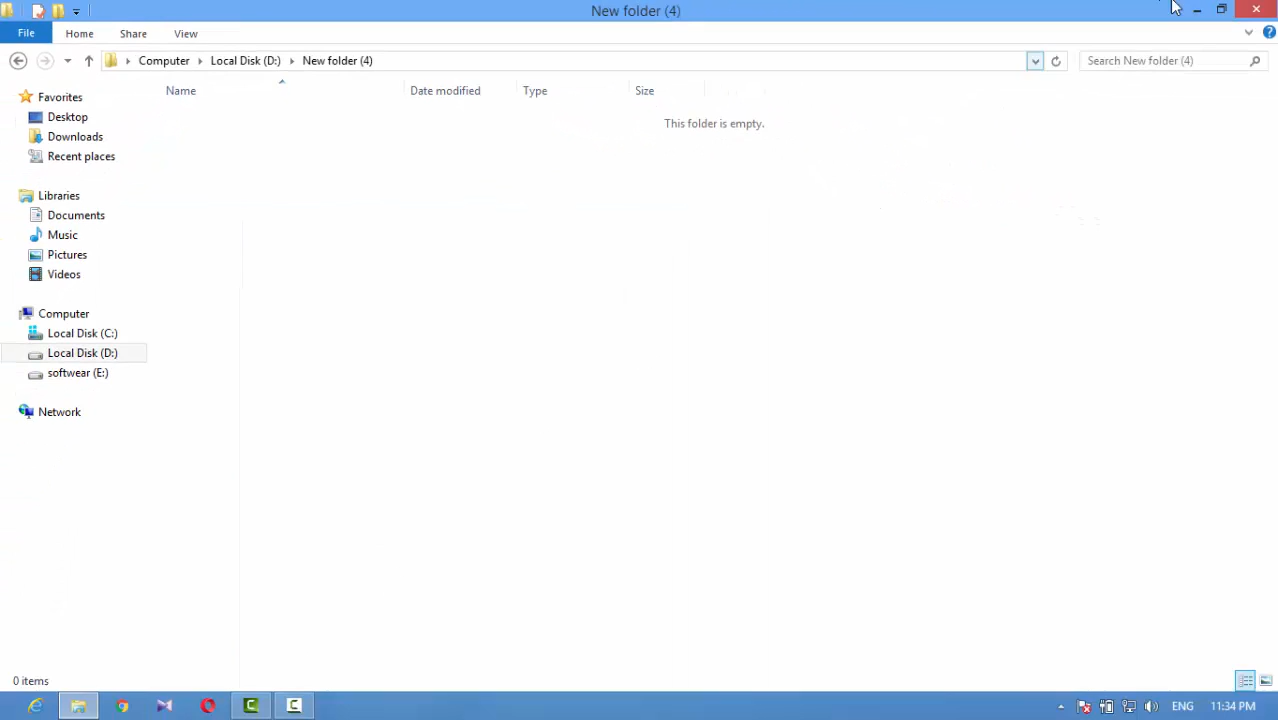 New folder (4)
File Home Share View
Computer Local Disk (D:) New folder (4) Search New folder (4)
Name Date modified Type Size
This folder is empty.
Favorites
Desktop
Downloads
Recent places
Libraries
Documents
Music
Pictures
Videos
Computer
Local Disk (C:)
Local Disk (D:)
softwear (E:)
Network
0 items
ENG 11:34 PM